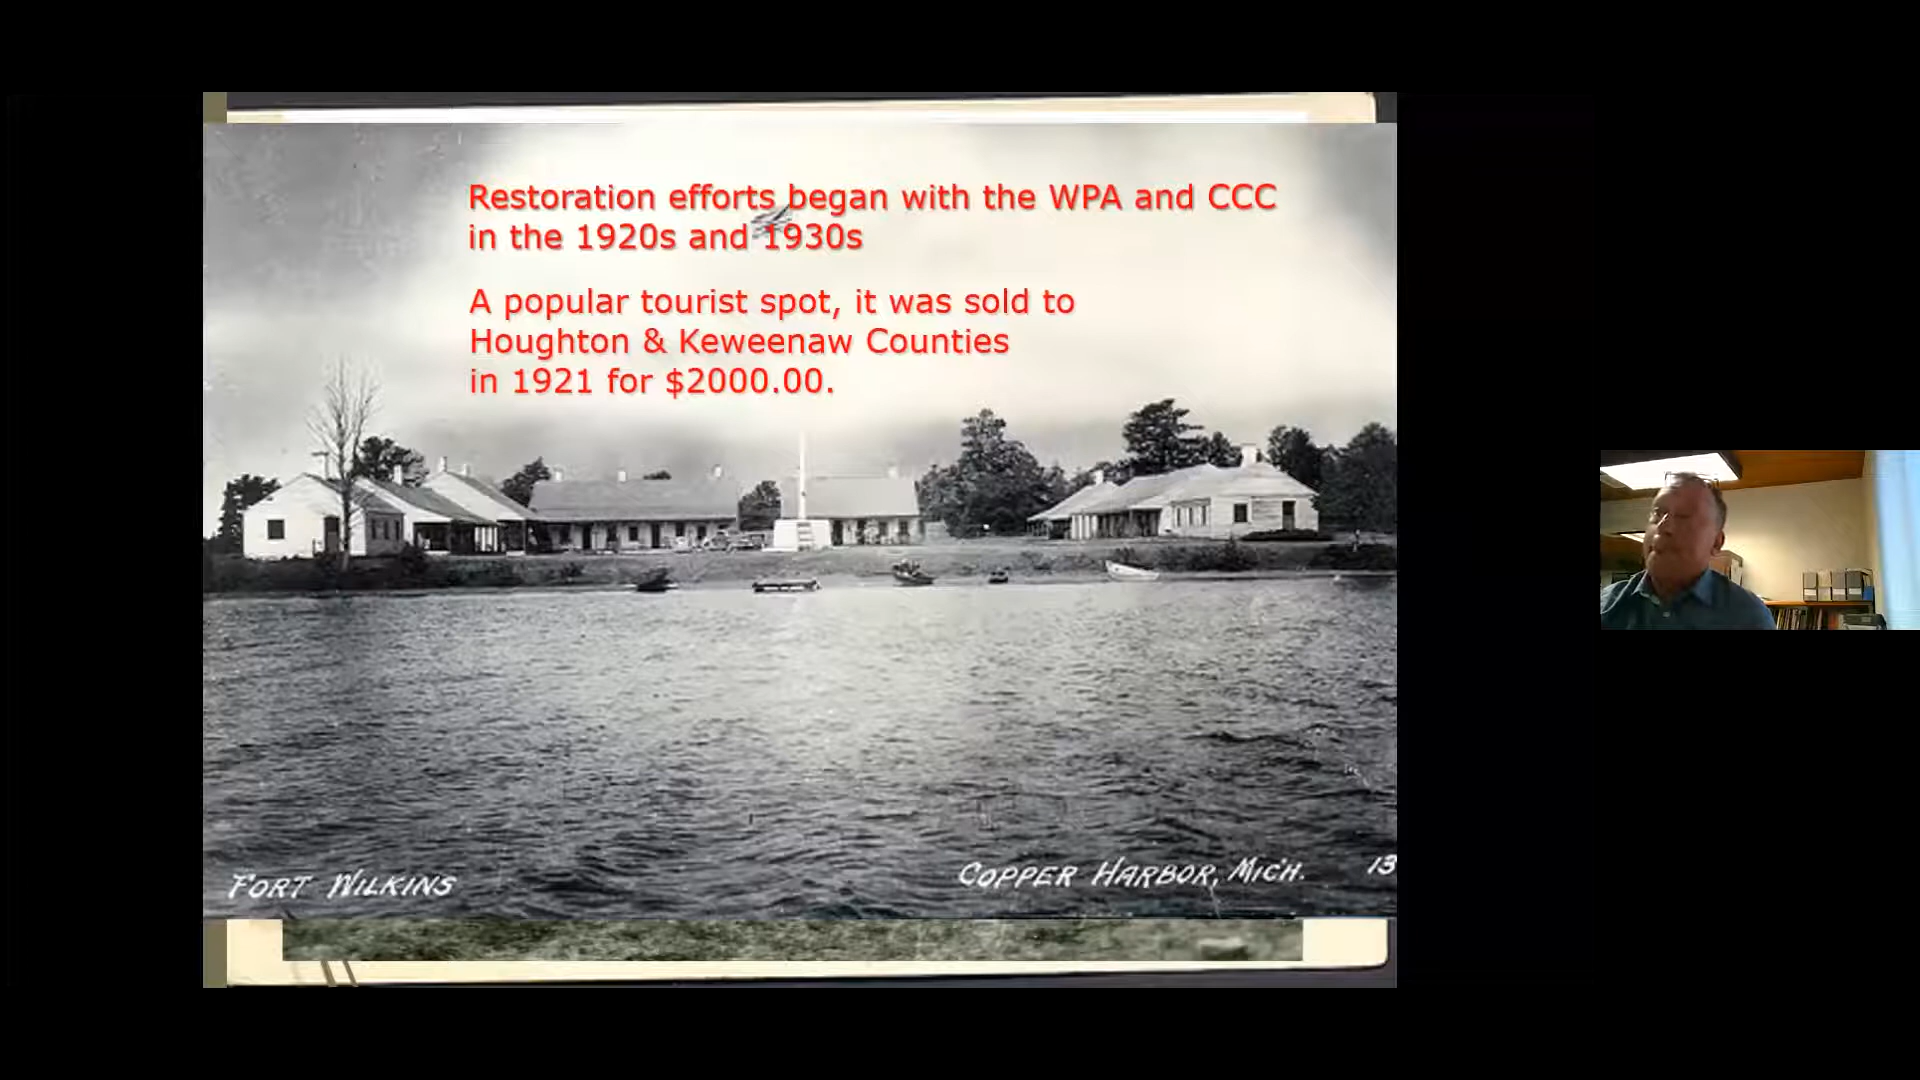 Restoration efforts began with the WPA and CCC
in the 1920s and 1930s
A popular tourist spot, it was sold to
Houghton & Keweenaw Counties
in 1921 for $2000.00.
FORT WILKINS
COPPER HARBOR, MICH. 13